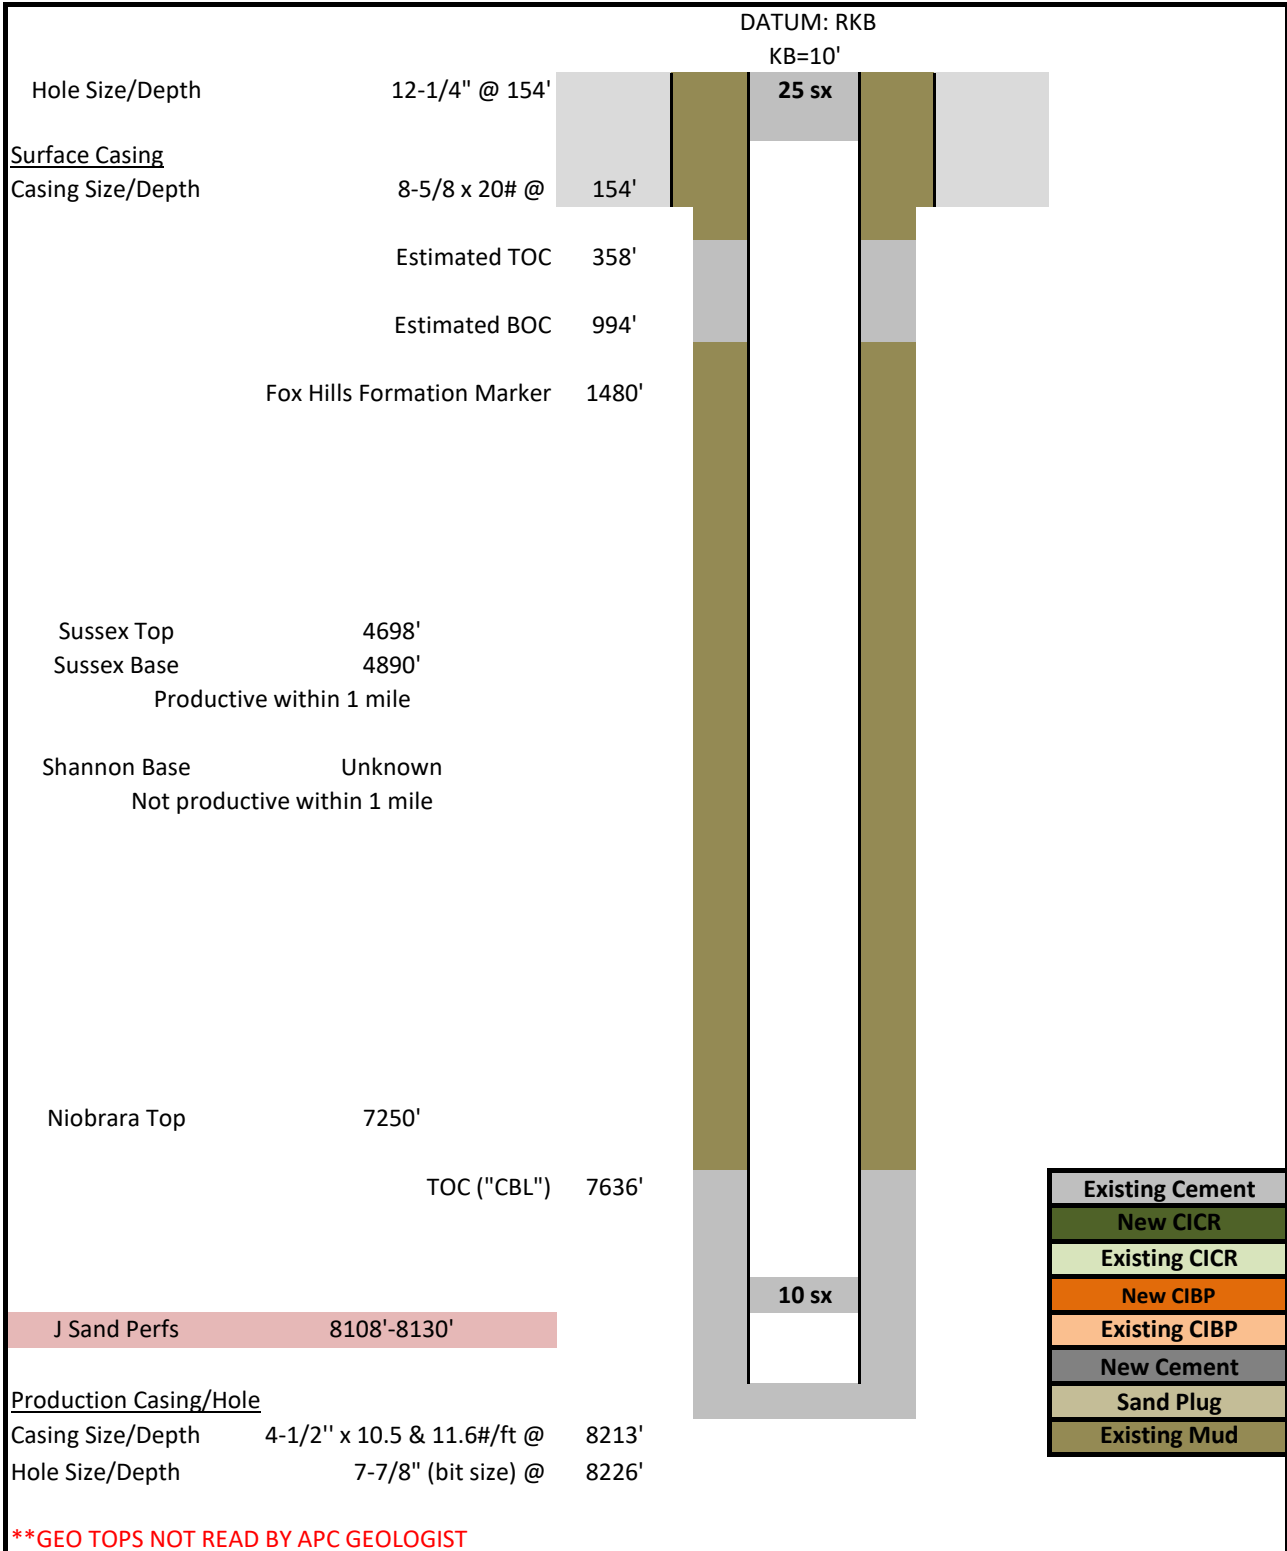 DATUM: RKB
KB=10'
Hole Size/Depth 12-1/4" @ 154' 25 sx
Surface Casing
Casing Size/Depth 8-5/8 x 20# @ 154'
Estimated TOC 358'
Estimated BOC 994'
Fox Hills Formation Marker 1480'
Sussex Top 4698'
Sussex Base 4890'
Productive within 1 mile
Shannon Base Unknown
Not productive within 1 mile
Niobrara Top 7250'
TOC ("CBL") 7636'
Existing Cement
New CICR
Existing CICR
10 sx
New CIBP
J Sand Perfs 8108'-8130'
Existing CIBP
New Cement
Production Casing/Hole
Sand Plug
Casing Size/Depth 4-1/2'' x 10.5 & 11.6#/ft @ 8213'
Existing Mud
Hole Size/Depth 7-7/8" (bit size) @ 8226'
**GEO TOPS NOT READ BY APC GEOLOGIST